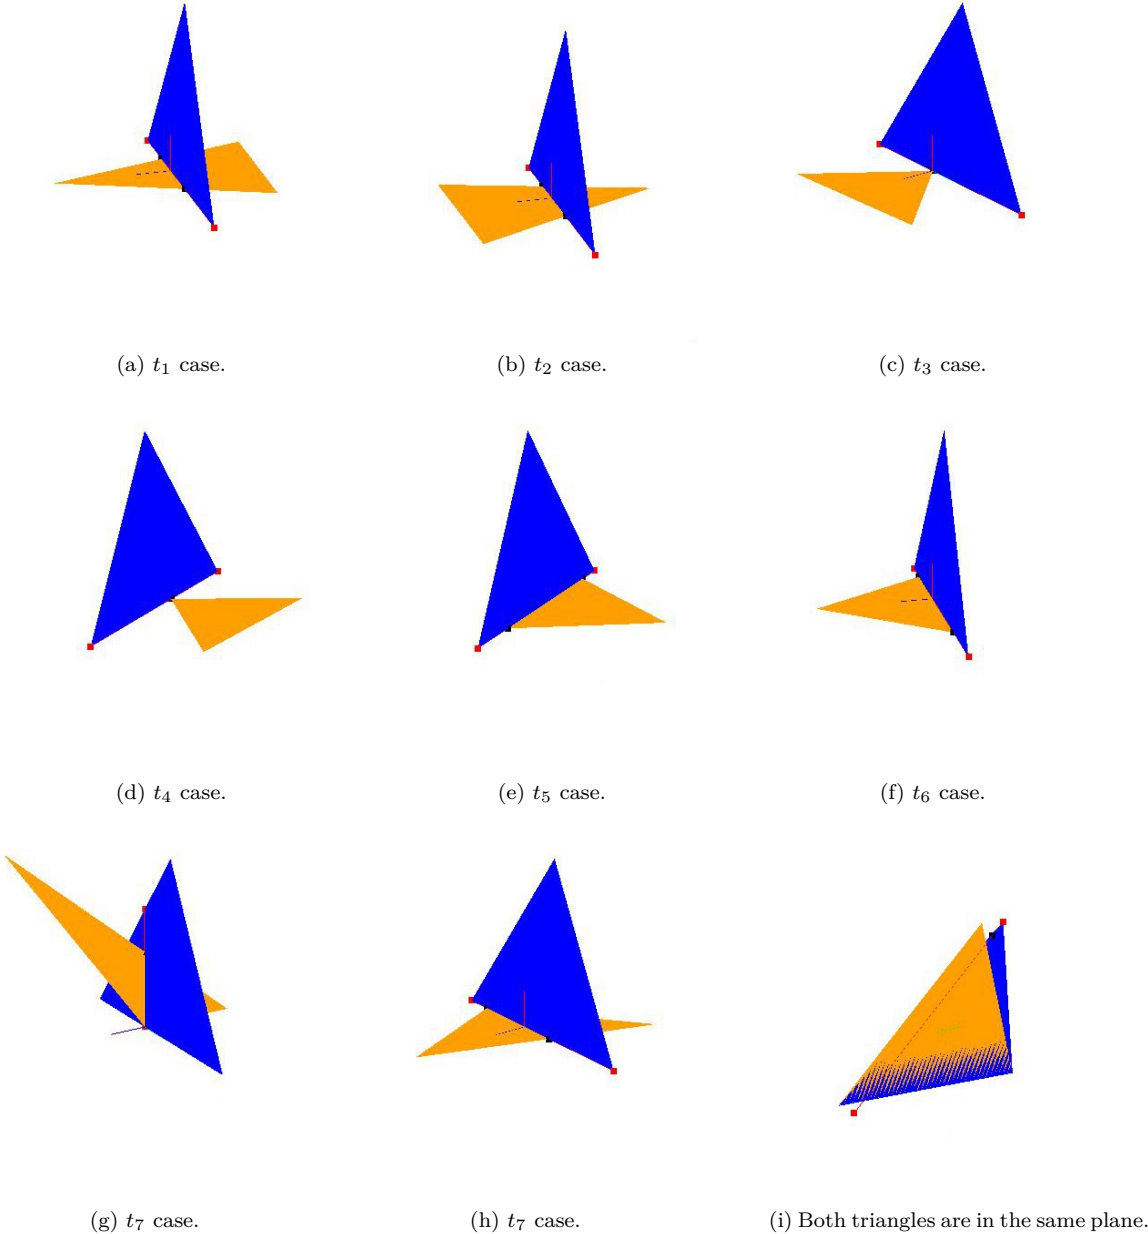 (a) t₁ case.
(b) t₂ case.
(c) t₃ case.
(d) t₄ case.
(e) t₅ case.
(f) t₆ case.
(g) t₇ case.
(h) t₇ case.
(i) Both triangles are in the same plane.